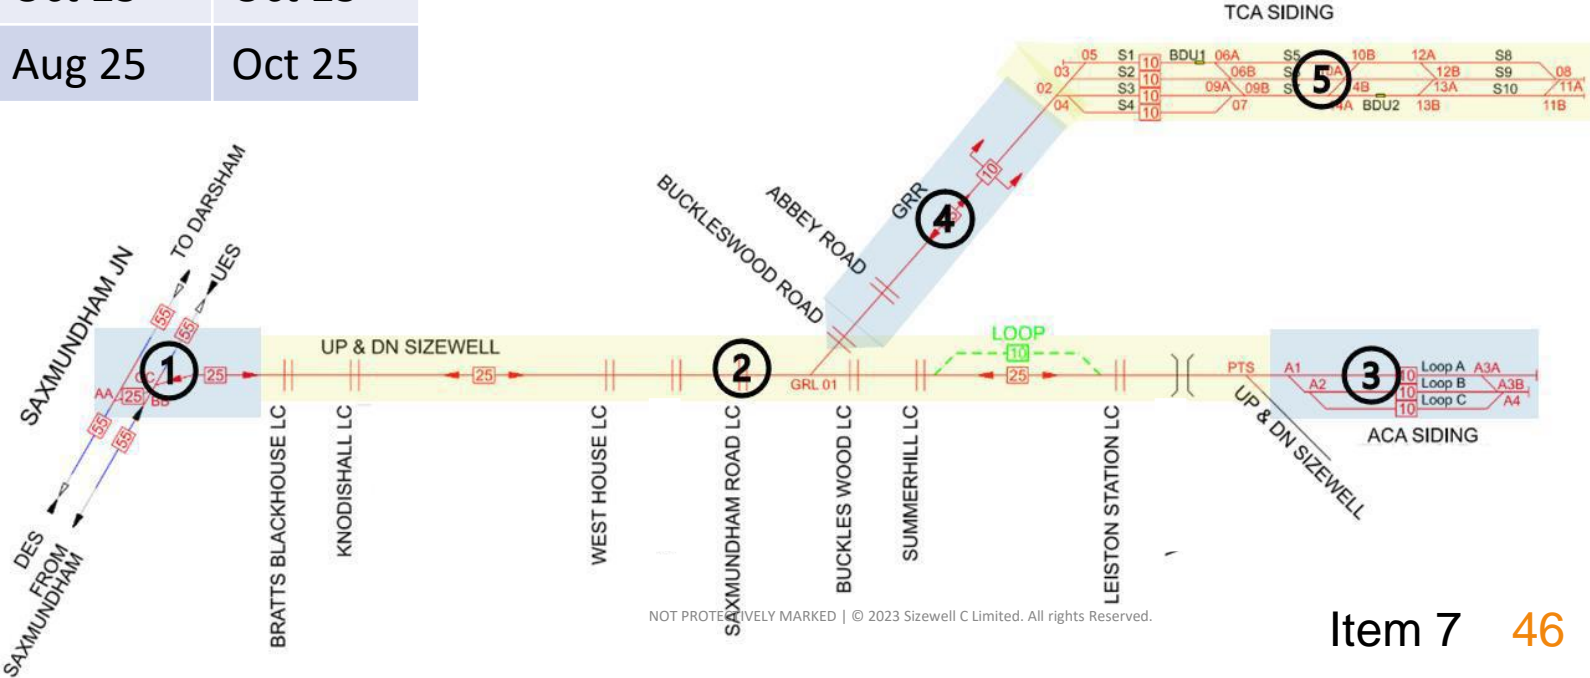 Aug 25 Oct 25
TCA SIDING
05 S1 10 BDU1 06A S5 10B 12A S8
03 S2 10 06B 12B S9 08
02 S3 10 09A 09B 4B 13A S10 11A
04 S4 10 07 BDU2 13B 11B
5
10
GRR
4
ABBEY ROAD
BUCKLESWOOD ROAD
TO DARSHAM
UES
SAXMUNDHAM JN
55
55
1
25
AA 25 BB
CC
55
55
DES
FROM
SAXMUNDHAM
UP & DN SIZEWELL
25
2
GRL 01
LOOP
10
25
PTS
UP & DN SIZEWELL
A1 3 10 Loop A A3A
A2 10 Loop B A3B
10 Loop C A4
ACA SIDING
BRATTS BLACKHOUSE LC
KNODISHALL LC
WEST HOUSE LC
SAXMUNDHAM ROAD LC
BUCKLES WOOD LC
SUMMERHILL LC
LEISTON STATION LC
NOT PROTECTIVELY MARKED | © 2023 Sizewell C Limited. All rights Reserved.
Item 7 46